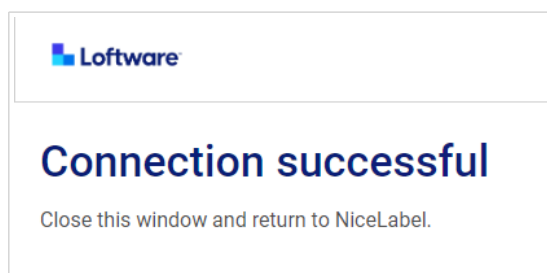 Loftware
Connection successful
Close this window and return to NiceLabel.